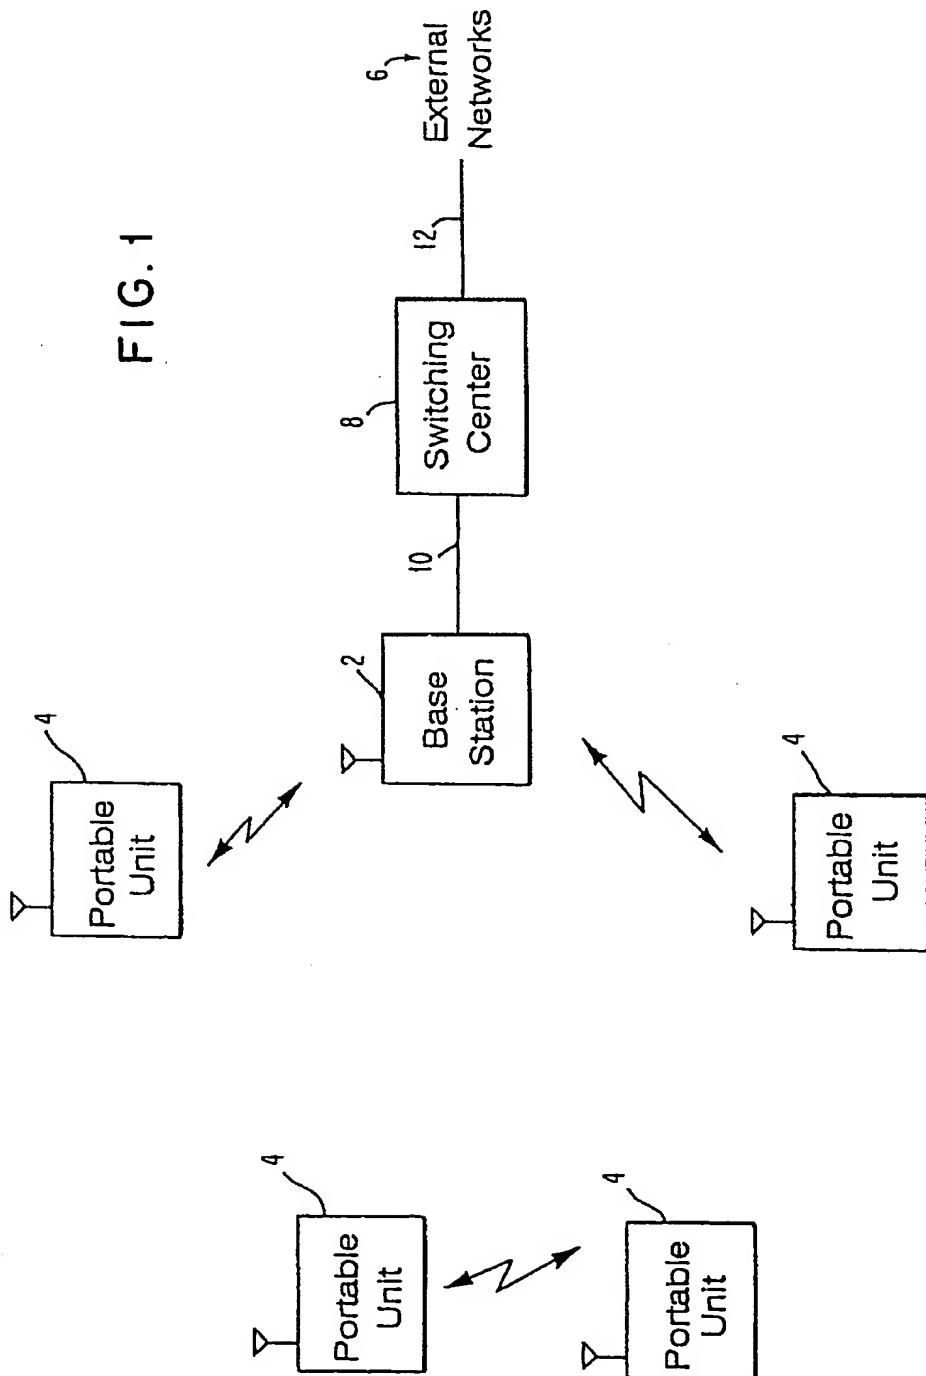 FIG. 1
4
Portable
Unit
4
Portable
Unit
2
Base
Station
10
8
Switching
Center
12
6
External
Networks
4
Portable
Unit
4
Portable
Unit